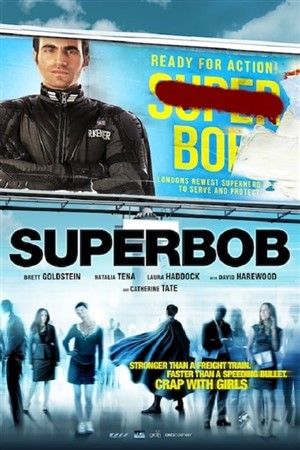 READY FOR ACTION!
SUPER
BOB
LONDONS NEWEST SUPERHERO
TO SERVE AND PROTECT
SUPERBOB
BRETT GOLDSTEIN NATALIA TENA LAURA HADDOCK WITH DAVID HAREWOOD
AND CATHERINE TATE
STRONGER THAN A FREIGHT TRAIN.
FASTER THAN A SPEEDING BULLET.
CRAP WITH GIRLS